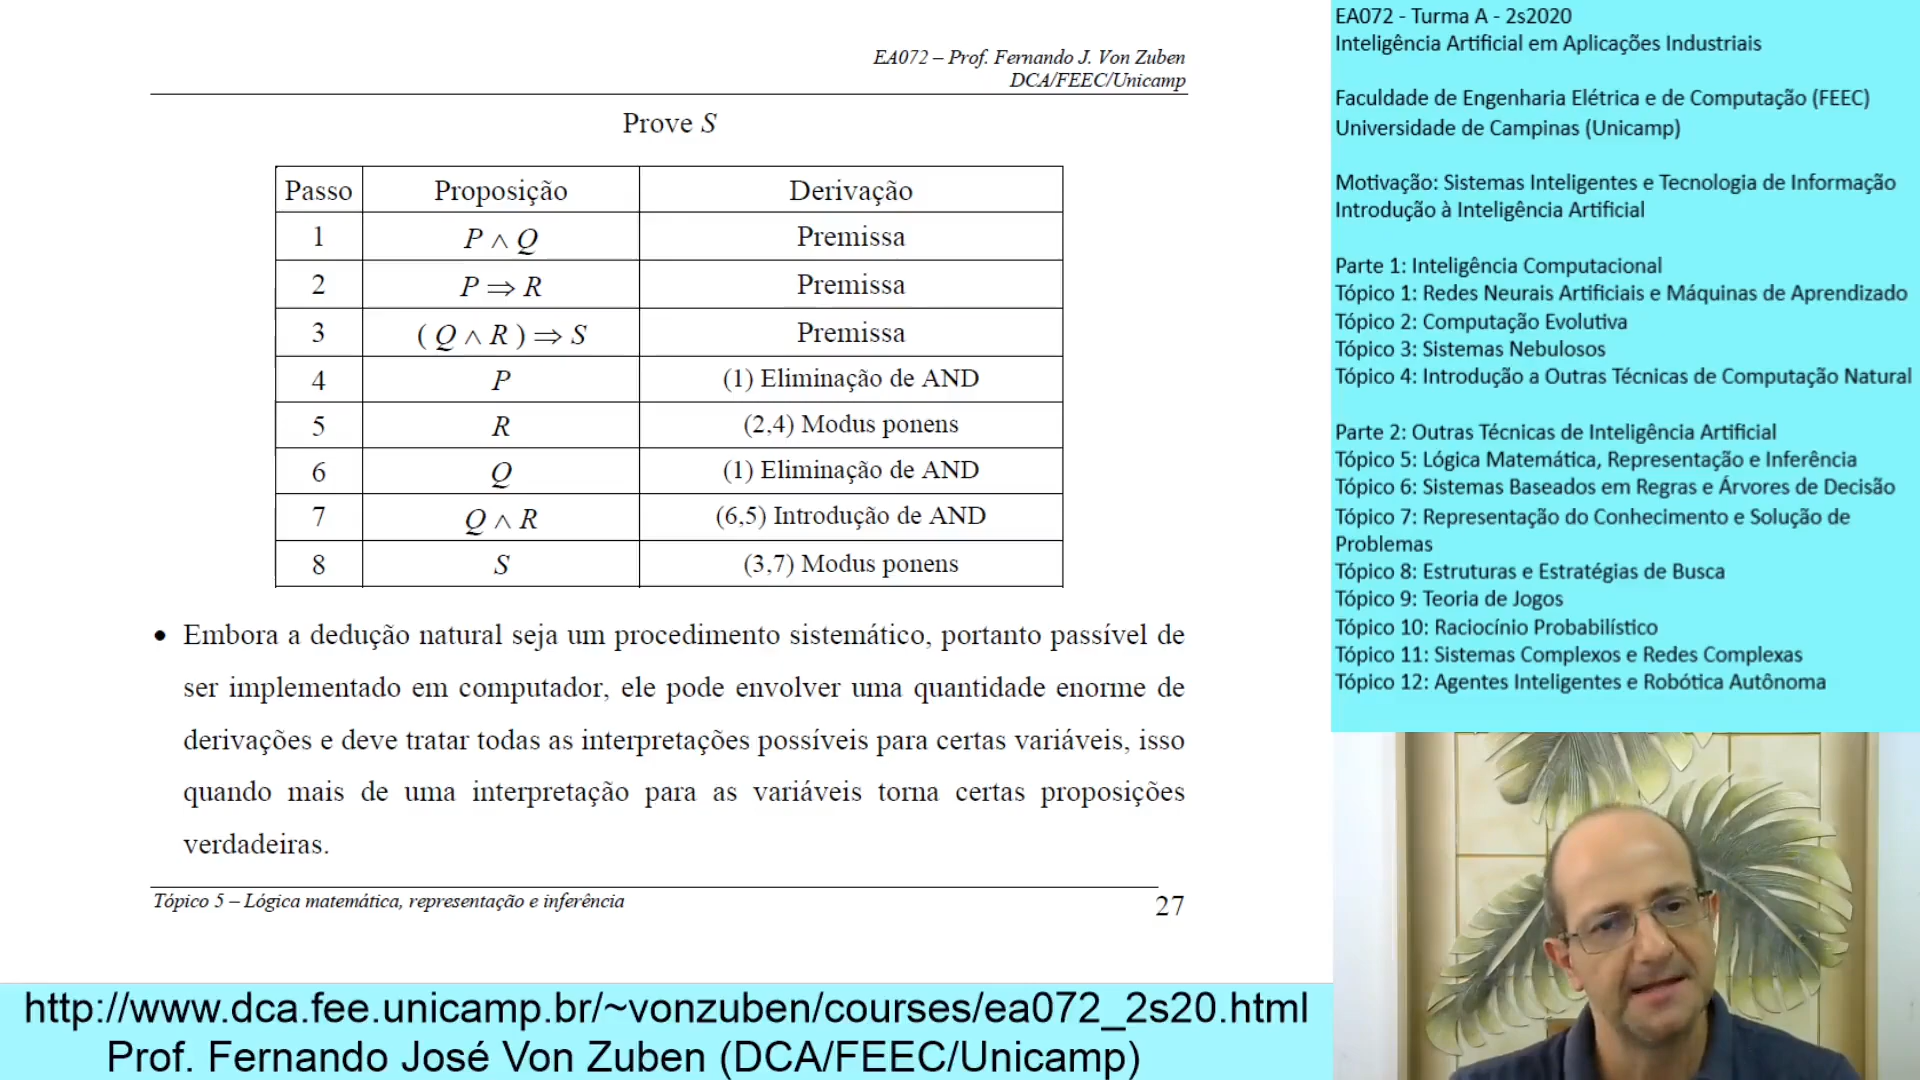 EA072 – Prof. Fernando J. Von Zuben
DCA/FEEC/Unicamp
Prove S
Passo Proposição Derivação
1 P ∧ Q Premissa
2 P ⇒ R Premissa
3 ( Q ∧ R ) ⇒ S Premissa
4 P (1) Eliminação de AND
5 R (2,4) Modus ponens
6 Q (1) Eliminação de AND
7 Q ∧ R (6,5) Introdução de AND
8 S (3,7) Modus ponens
• Embora a dedução natural seja um procedimento sistemático, portanto passível de
ser implementado em computador, ele pode envolver uma quantidade enorme de
derivações e deve tratar todas as interpretações possíveis para certas variáveis, isso
quando mais de uma interpretação para as variáveis torna certas proposições
verdadeiras.
Tópico 5 – Lógica matemática, representação e inferência
27
EA072 - Turma A - 2s2020
Inteligência Artificial em Aplicações Industriais
Faculdade de Engenharia Elétrica e de Computação (FEEC)
Universidade de Campinas (Unicamp)
Motivação: Sistemas Inteligentes e Tecnologia de Informação
Introdução à Inteligência Artificial
Parte 1: Inteligência Computacional
Tópico 1: Redes Neurais Artificiais e Máquinas de Aprendizado
Tópico 2: Computação Evolutiva
Tópico 3: Sistemas Nebulosos
Tópico 4: Introdução a Outras Técnicas de Computação Natural
Parte 2: Outras Técnicas de Inteligência Artificial
Tópico 5: Lógica Matemática, Representação e Inferência
Tópico 6: Sistemas Baseados em Regras e Árvores de Decisão
Tópico 7: Representação do Conhecimento e Solução de
Problemas
Tópico 8: Estruturas e Estratégias de Busca
Tópico 9: Teoria de Jogos
Tópico 10: Raciocínio Probabilístico
Tópico 11: Sistemas Complexos e Redes Complexas
Tópico 12: Agentes Inteligentes e Robótica Autônoma
http://www.dca.fee.unicamp.br/~vonzuben/courses/ea072_2s20.html
Prof. Fernando José Von Zuben (DCA/FEEC/Unicamp)